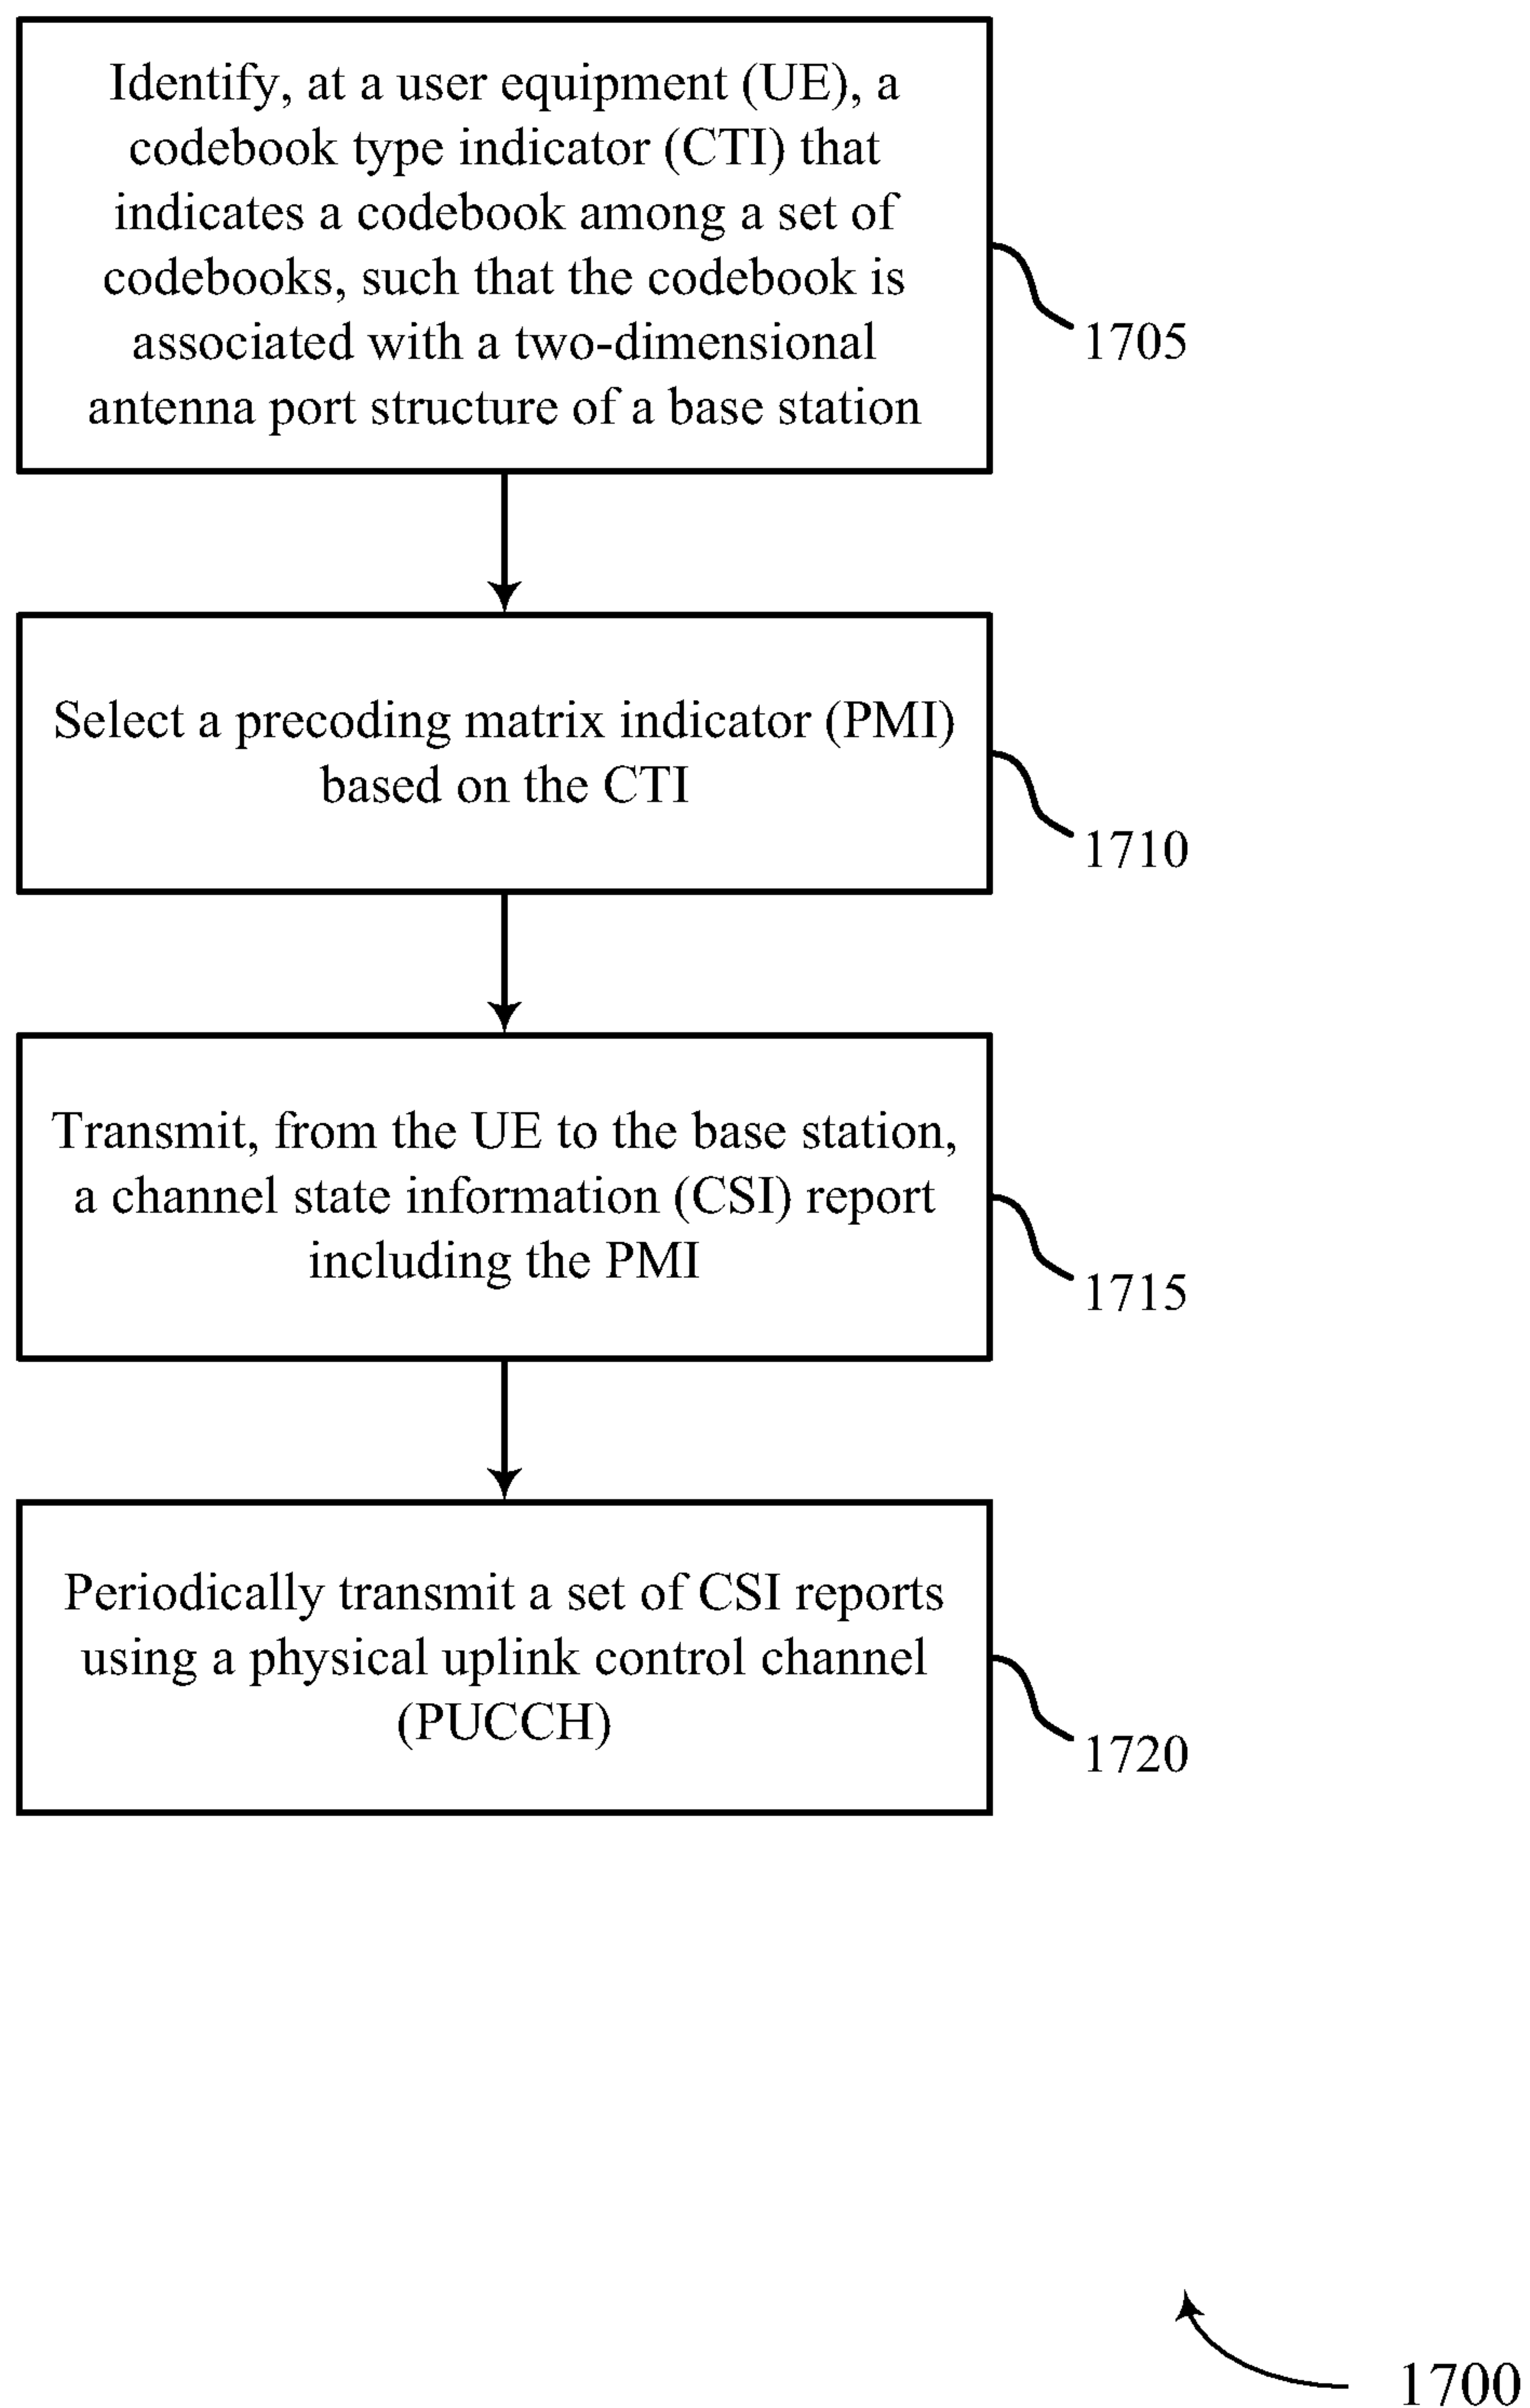 Identify, at a user equipment (UE), a
codebook type indicator (CTI) that
indicates a codebook among a set of
codebooks, such that the codebook is
associated with a two-dimensional
antenna port structure of a base station
1705
Select a precoding matrix indicator (PMI)
based on the CTI
1710
Transmit, from the UE to the base station,
a channel state information (CSI) report
including the PMI
1715
Periodically transmit a set of CSI reports
using a physical uplink control channel
(PUCCH)
1720
1700